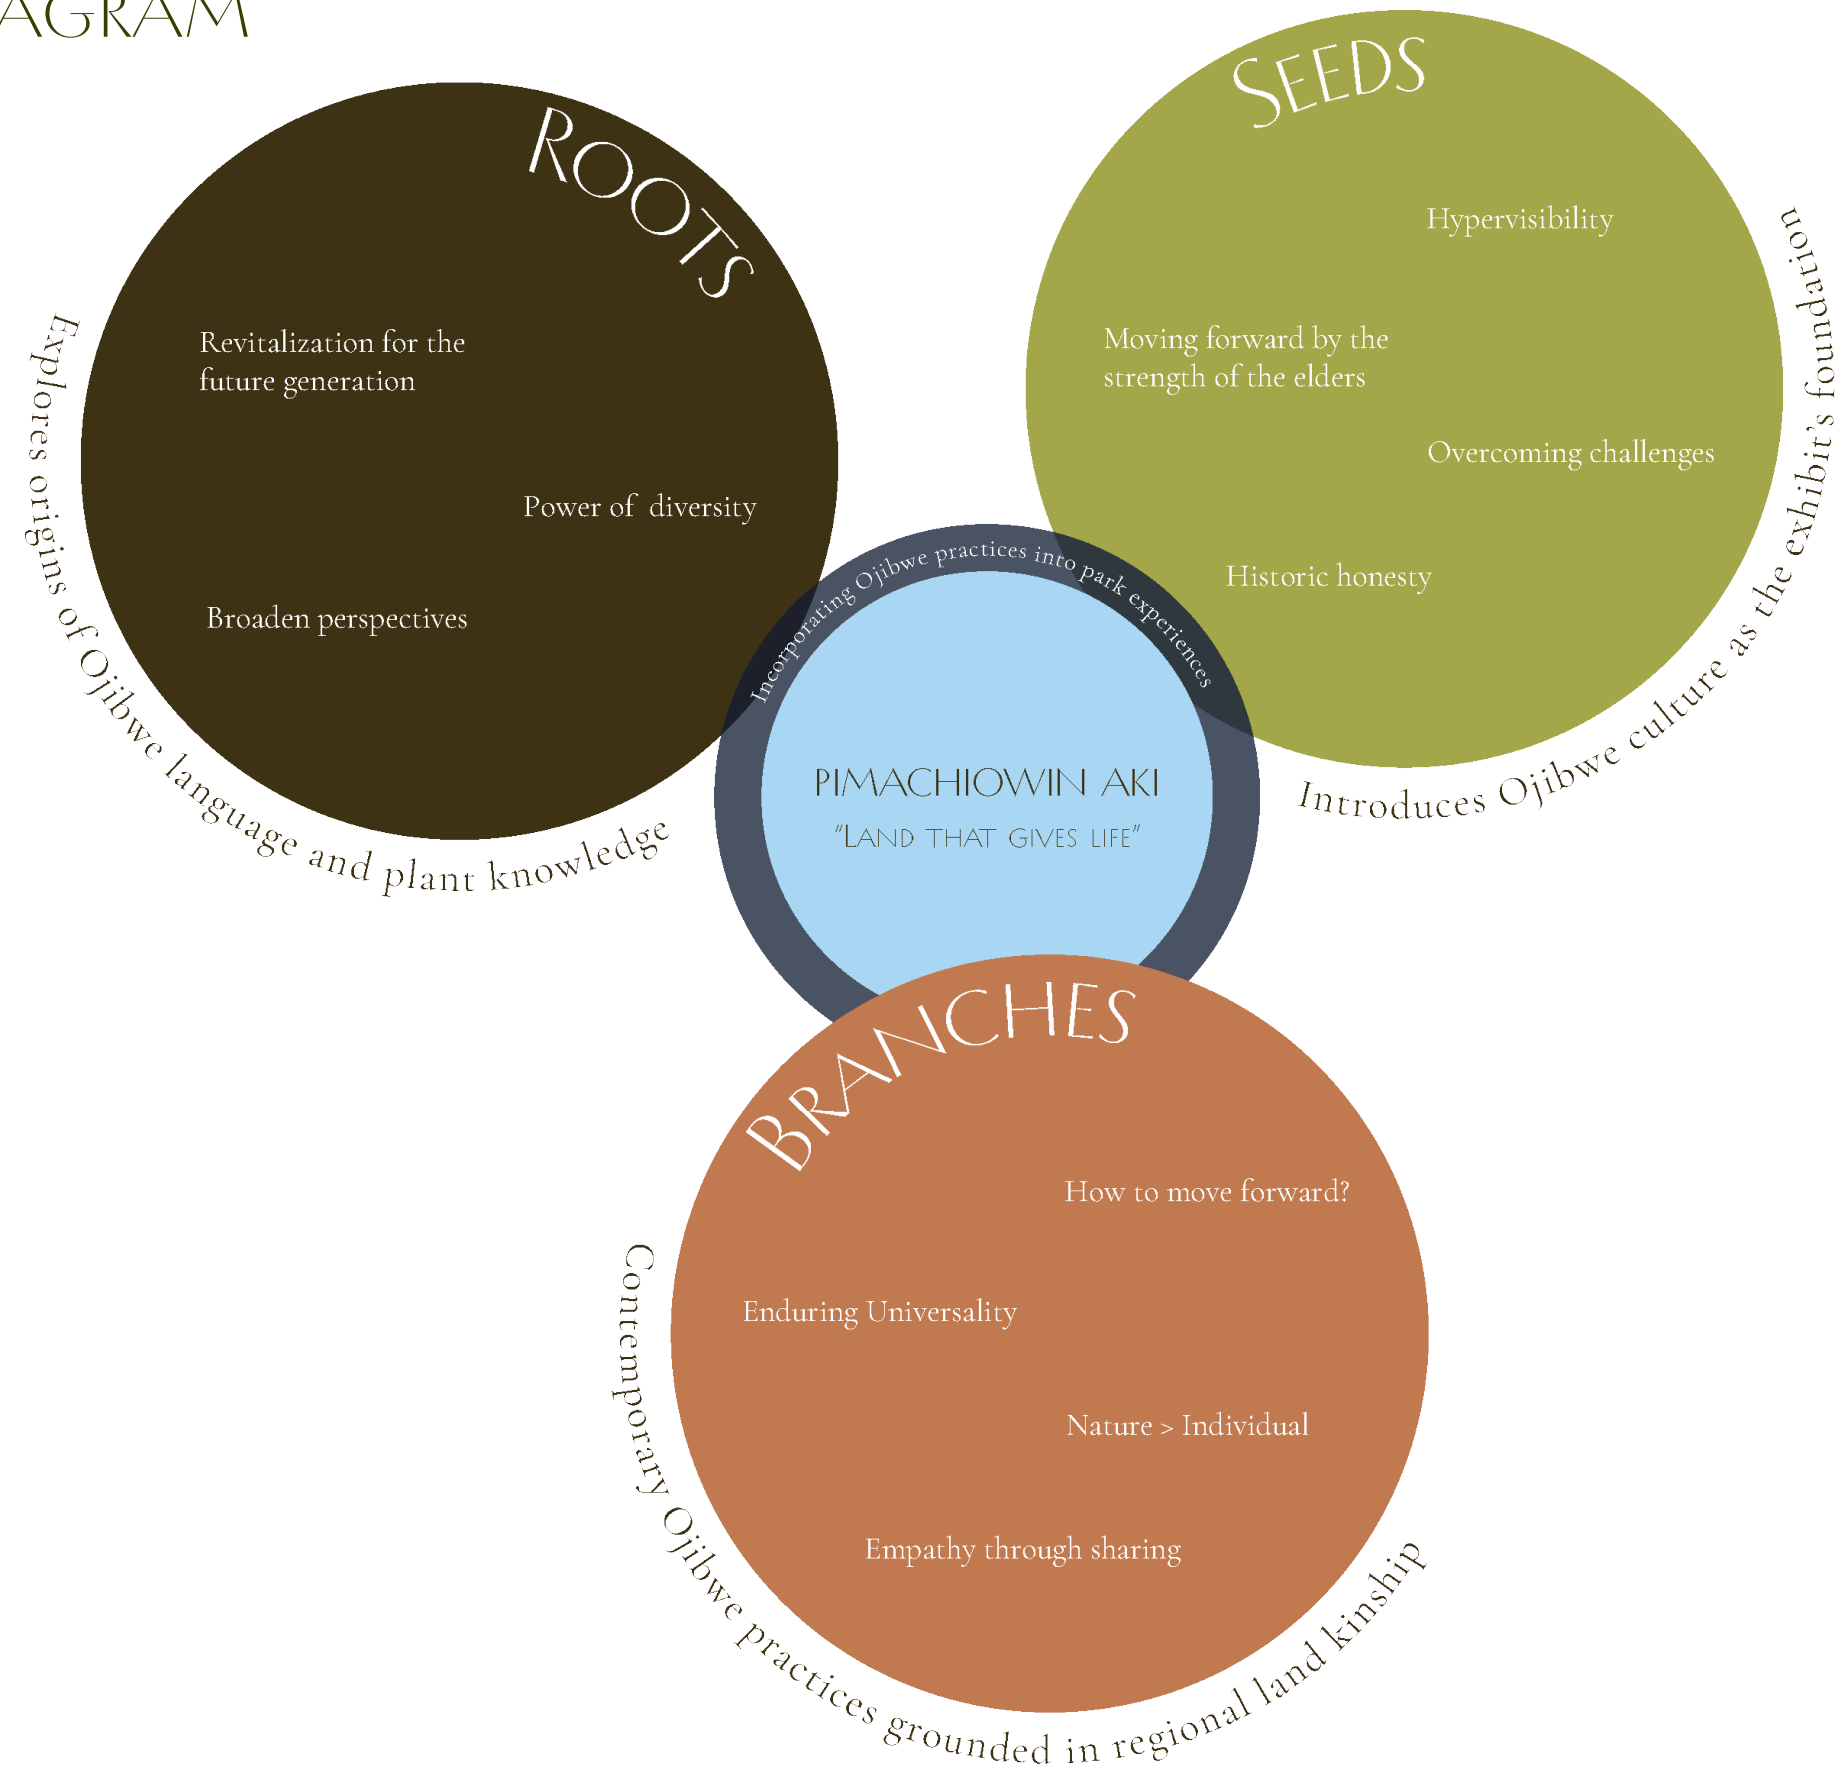 AGRAM
ROOTS
Revitalization for the
future generation
Power of diversity
Broaden perspectives
Explores origins of Ojibwe language and plant knowledge
SEEDS
Hypervisibility
Moving forward by the
strength of the elders
Overcoming challenges
Historic honesty
Introduces Ojibwe culture as the exhibit's foundation
Incorporating Ojibwe practices into park experiences
PIMACHIOWIN AKI
"LAND THAT GIVES LIFE"
BRANCHES
How to move forward?
Enduring Universality
Nature > Individual
Empathy through sharing
Contemporary Ojibwe practices grounded in regional land kinship